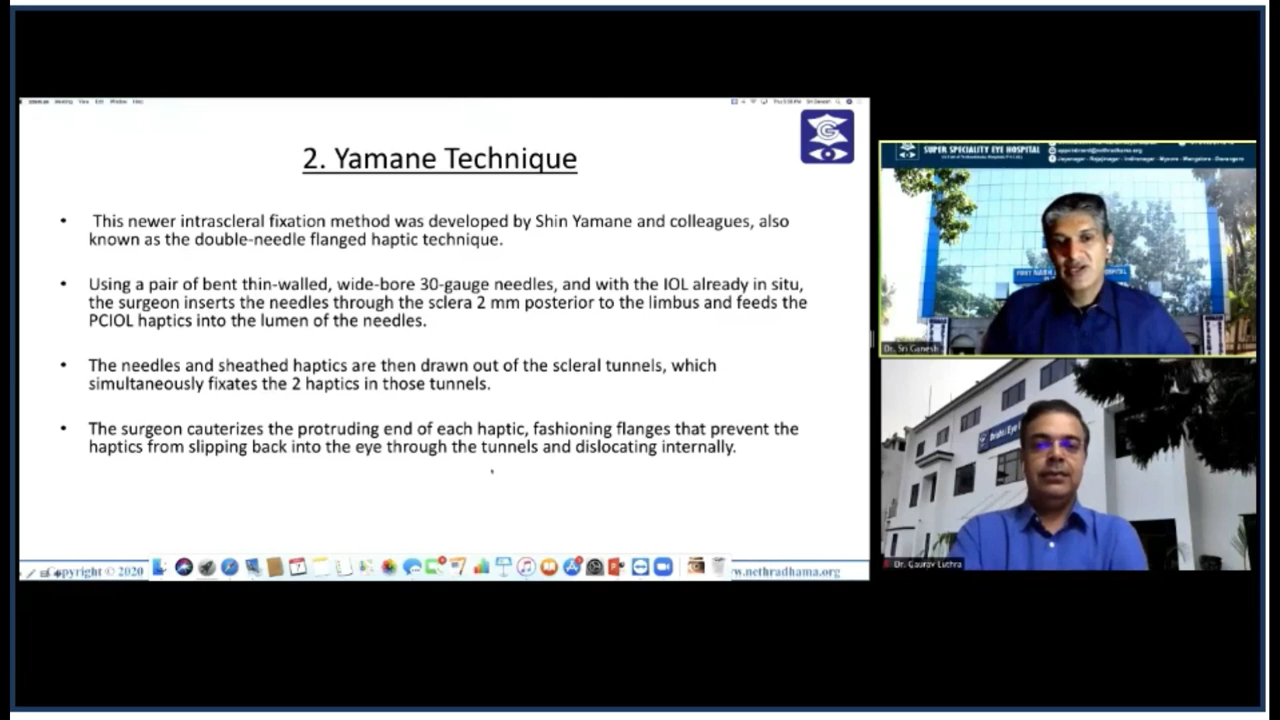 2. Yamane Technique
• This newer intrascleral fixation method was developed by Shin Yamane and colleagues, also
known as the double-needle flanged haptic technique.
• Using a pair of bent thin-walled, wide-bore 30-gauge needles, and with the IOL already in situ,
the surgeon inserts the needles through the sclera 2 mm posterior to the limbus and feeds the
PCIOL haptics into the lumen of the needles.
• The needles and sheathed haptics are then drawn out of the scleral tunnels, which
simultaneously fixates the 2 haptics in those tunnels.
• The surgeon cauterizes the protruding end of each haptic, fashioning flanges that prevent the
haptics from slipping back into the eye through the tunnels and dislocating internally.
Copyright © 2020
w.nethradhama.org
SUPER SPECIALITY EYE HOSPITAL
Dr. Sri Ganesh
Dr. Gaurav Luthra